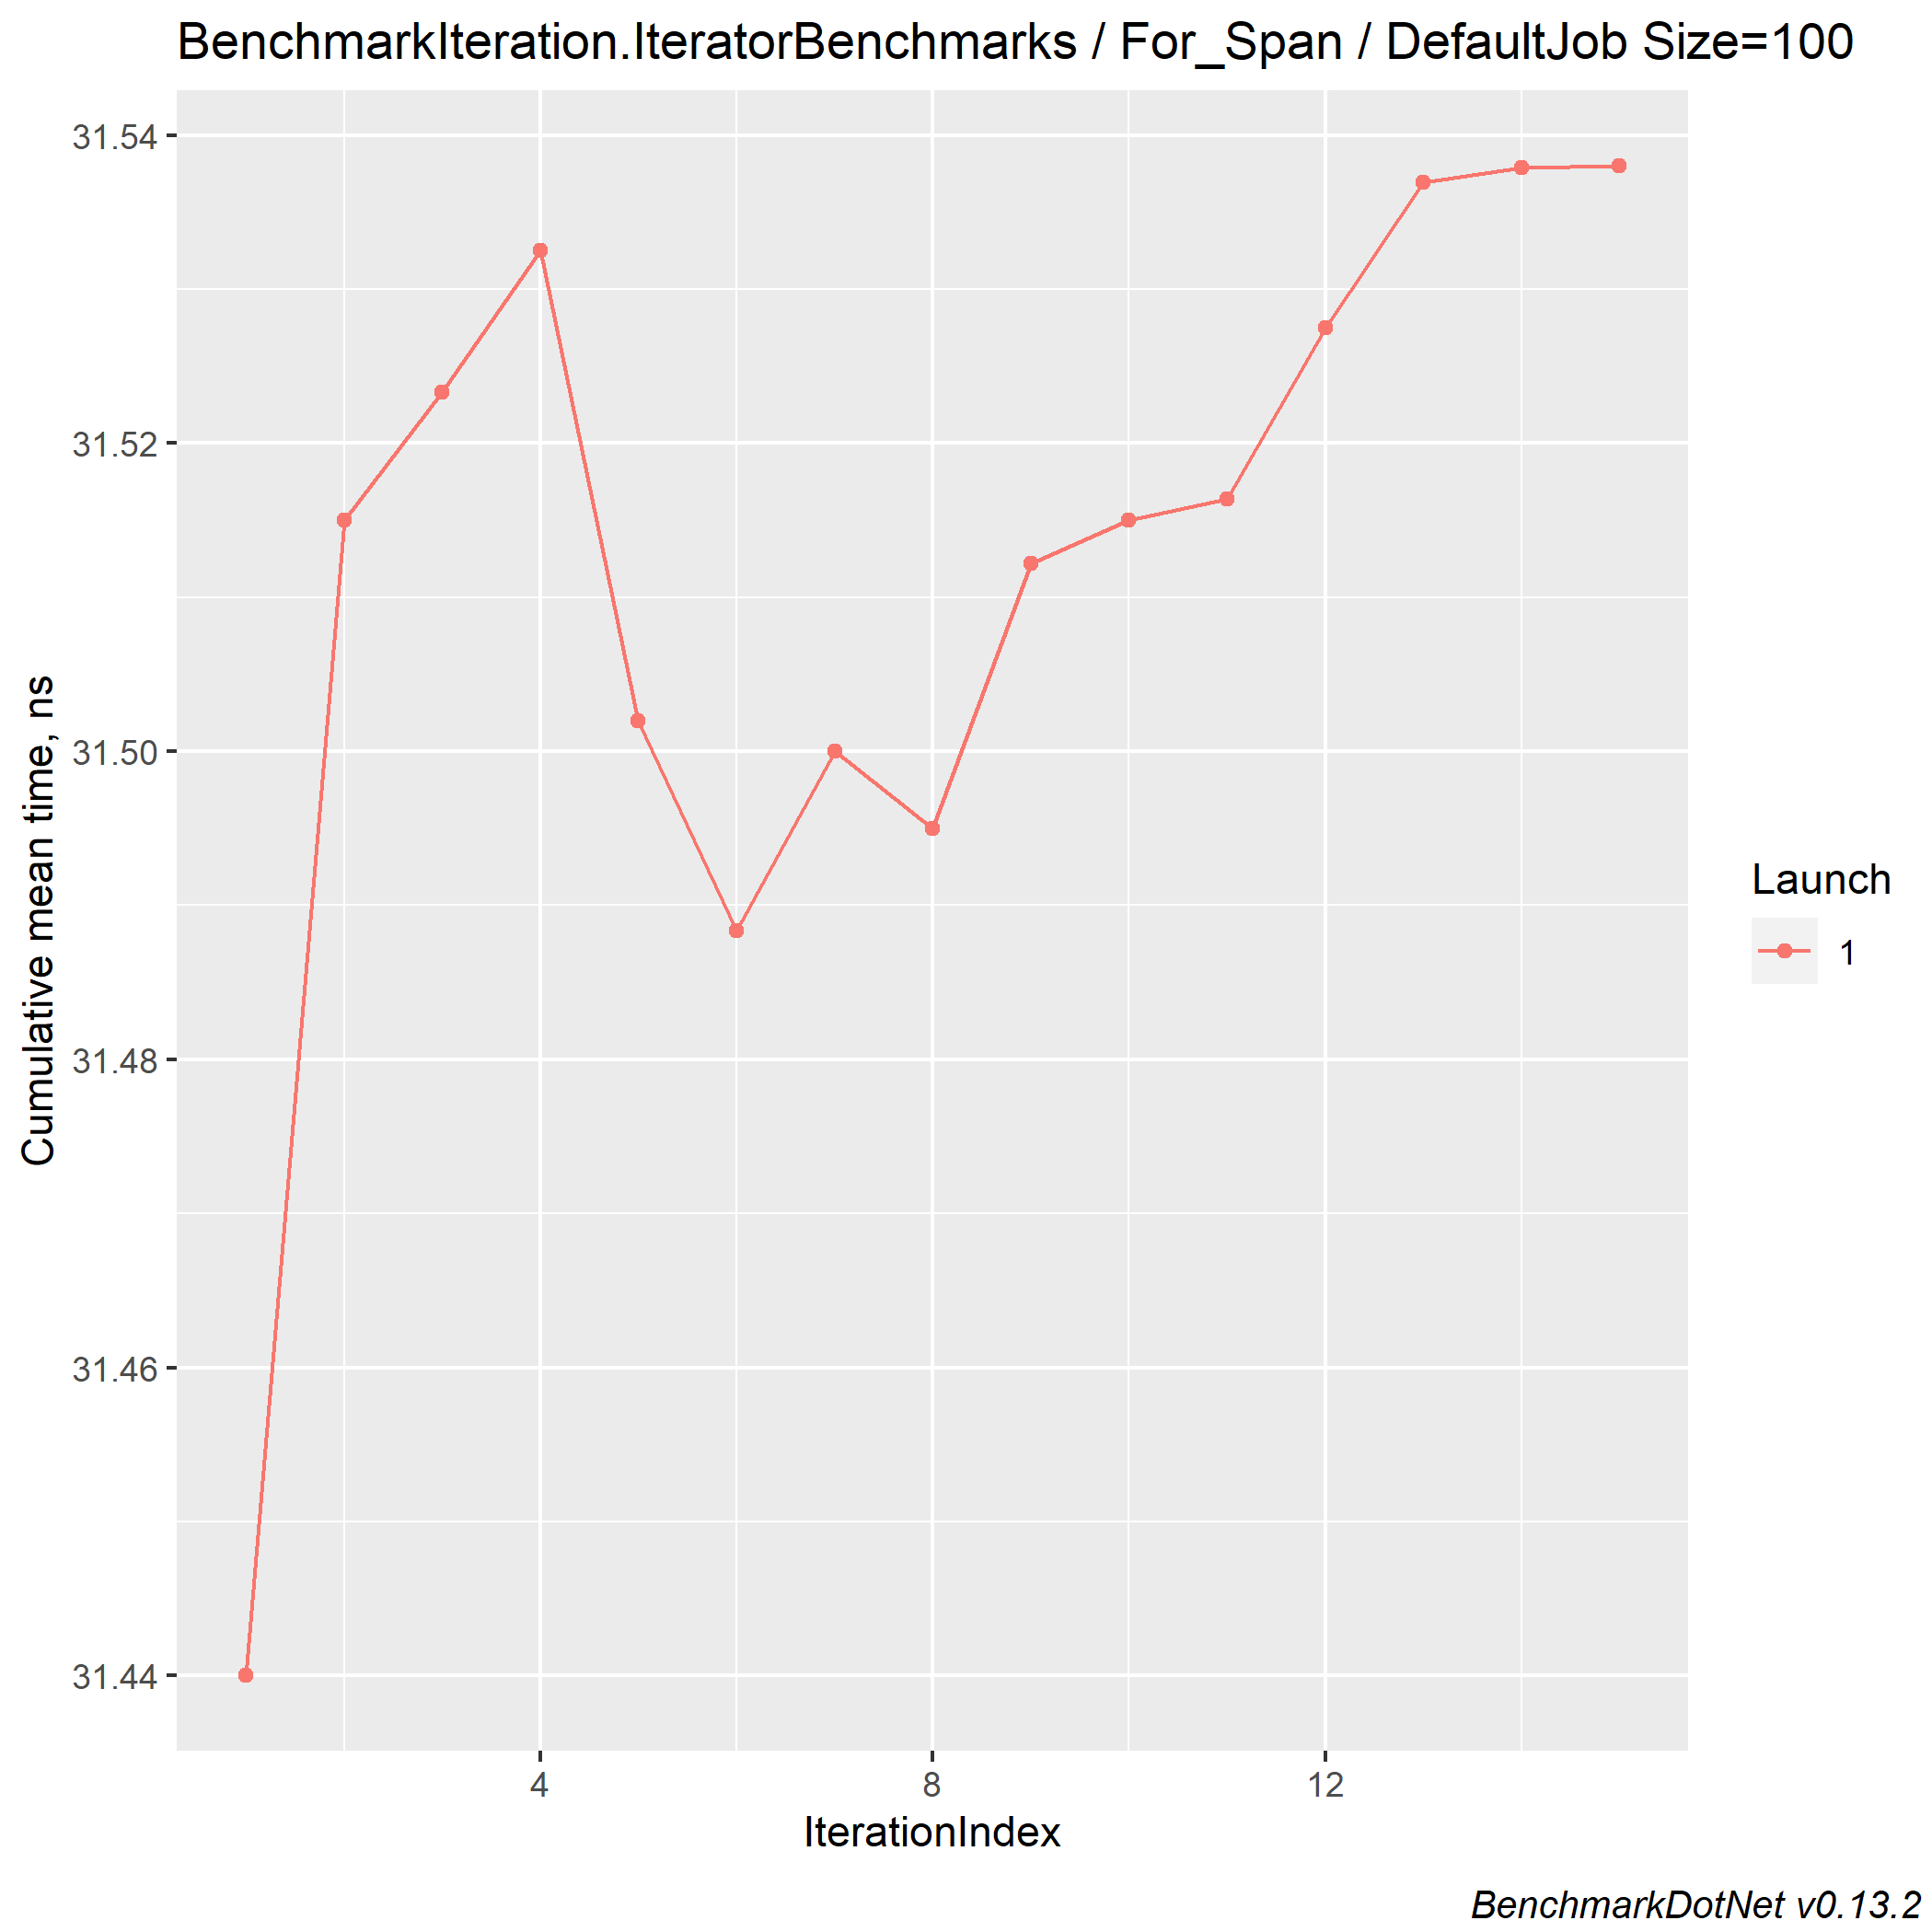 BenchmarkIteration.IteratorBenchmarks / For_Span / DefaultJob Size=100
31.54
31.52
31.50
31.48
31.46
31.44
Cumulative mean time, ns
4
8
12
IterationIndex
Launch
1
BenchmarkDotNet v0.13.2